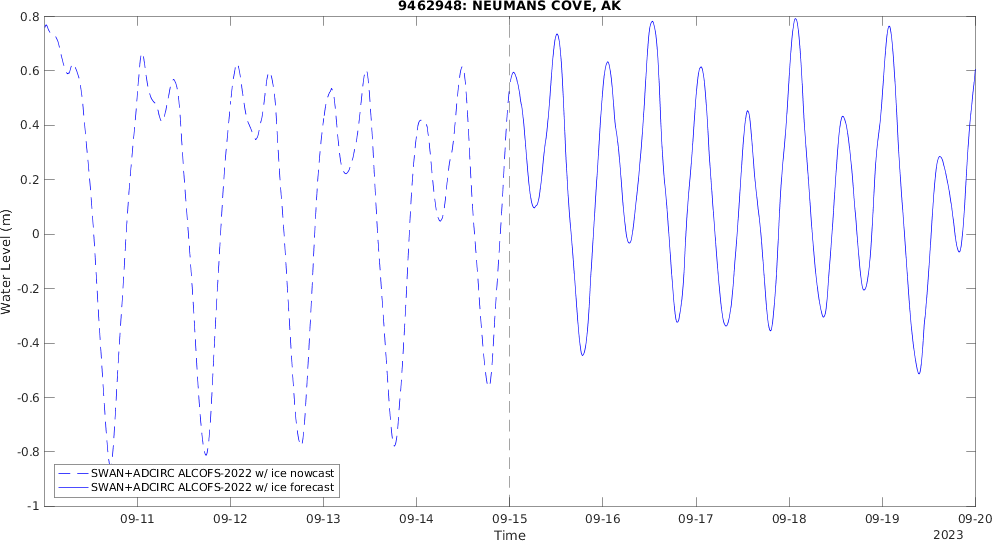 9462948: NEUMANS COVE, AK
Water Level (m)
0.8
0.6
0.4
0.2
0
-0.2
-0.4
-0.6
-0.8
-1
SWAN+ADCIRC ALCOFS-2022 w/ ice nowcast
SWAN+ADCIRC ALCOFS-2022 w/ ice forecast
09-11 09-12 09-13 09-14 09-15 09-16 09-17 09-18 09-19 09-20
Time
2023